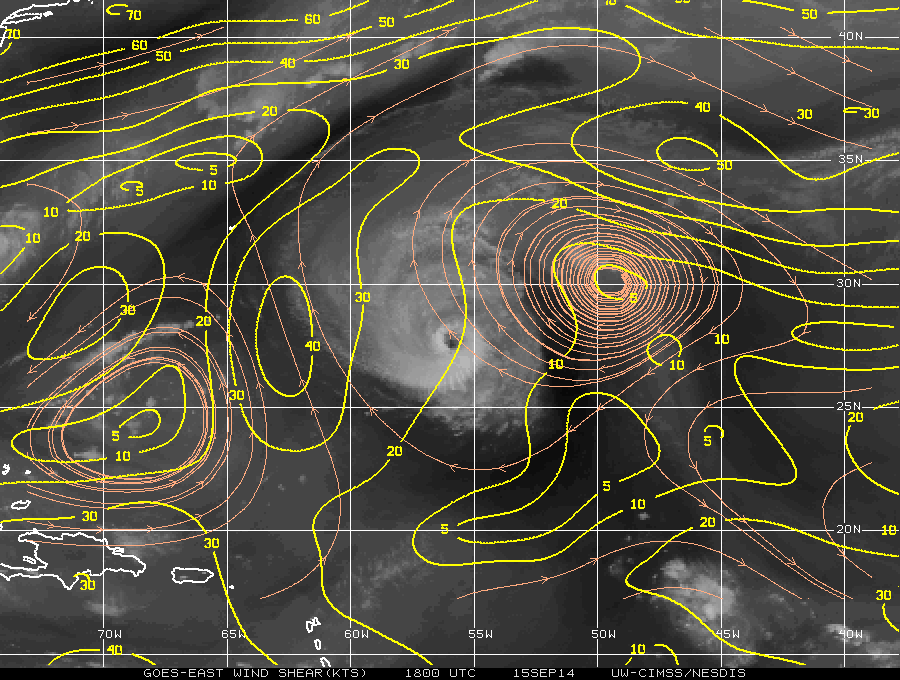 70 60 50 50
70 60 50 40 30 40N
20 40 30 30
5 10 5 50 35N
10 20 10 20
30 20 40 30 5 30N
30 10 10 10
5 10 20 5 25N 20
30 30 5 5 10 20 20N 10
30 30
70W 65W 60W 55W 50W 45W 40W
40
GOES-EAST WIND SHEAR(KTS) 1800 UTC 15SEP14 UW-CIMSS/NESDIS